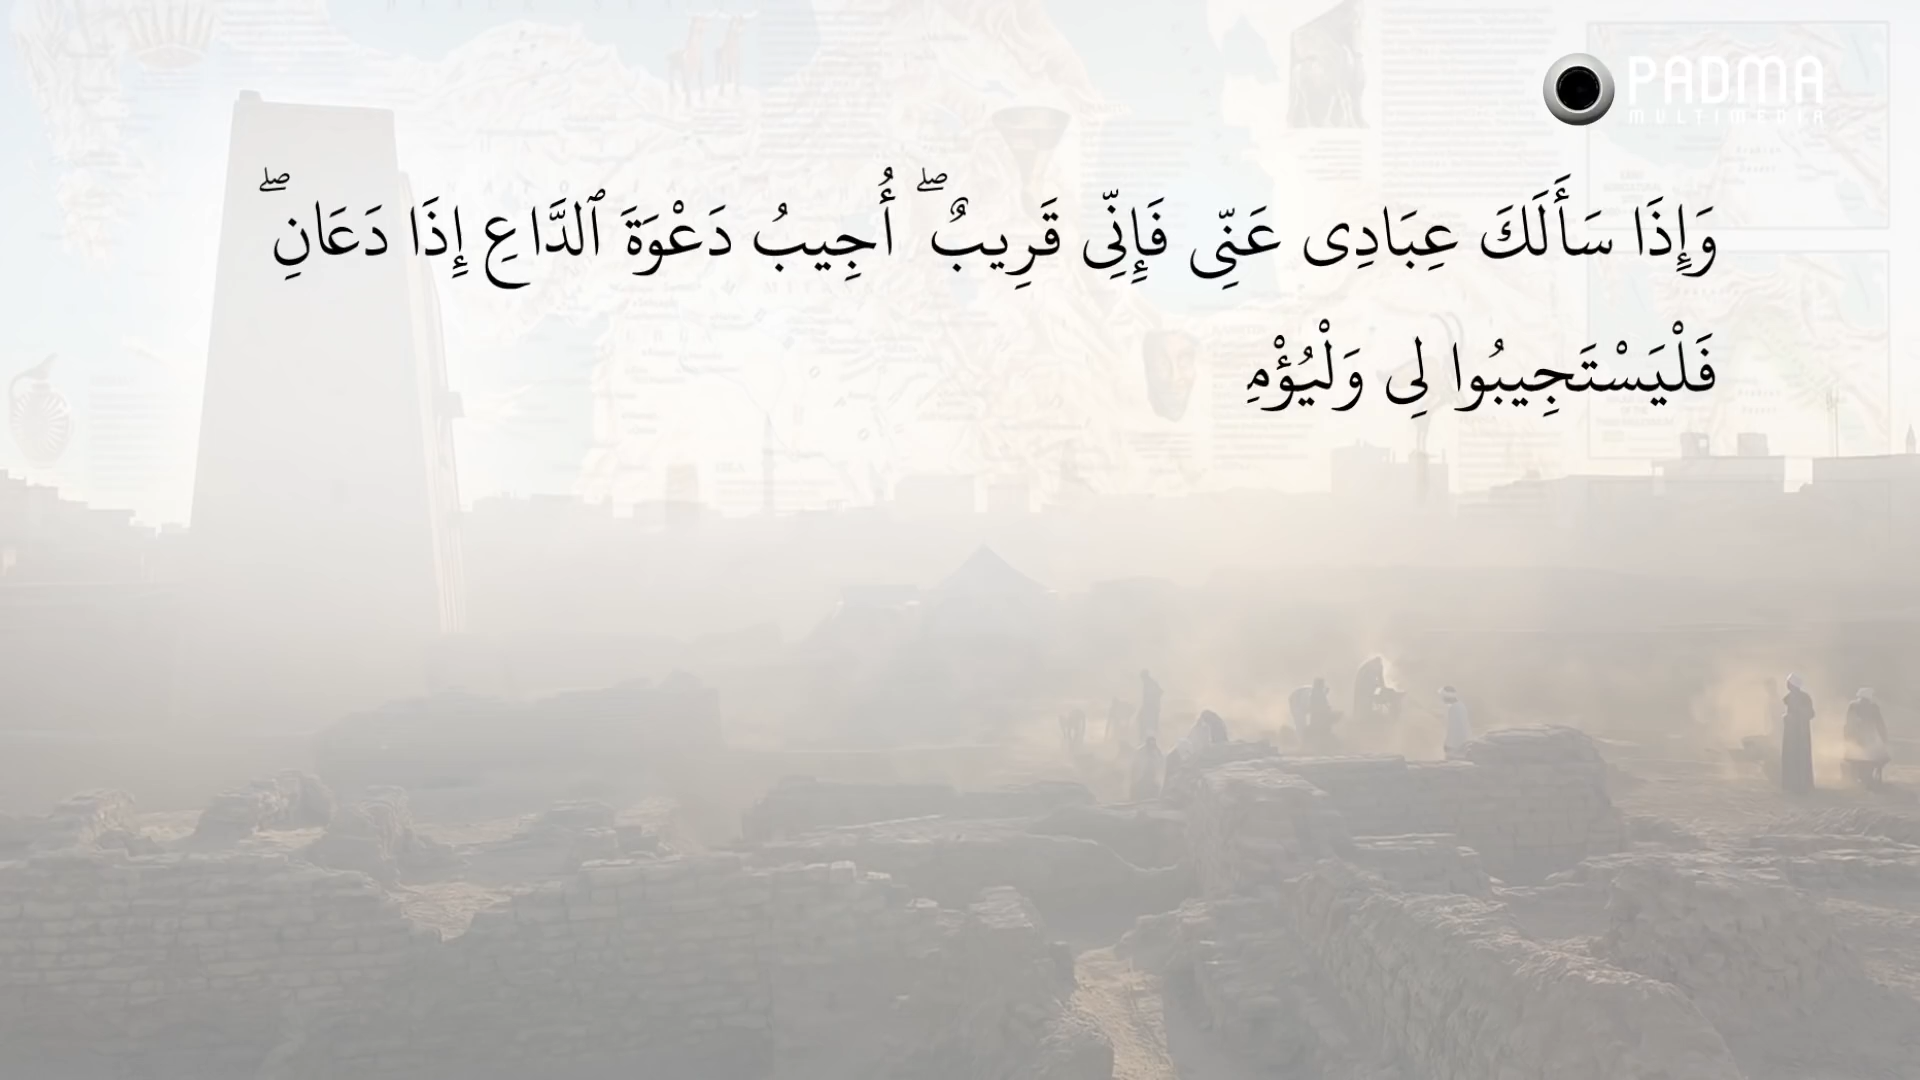 PADMA
MULTIMEDIA
وَإِذَا سَأَلَكَ عِبَادِى عَنِّى فَإِنِّى قَرِيبٌ ۖ أُجِيبُ دَعْوَةَ ٱلدَّاعِ إِذَا دَعَانِ ۖ
فَلْيَسْتَجِيبُوا لِى وَلْيُؤْمِ